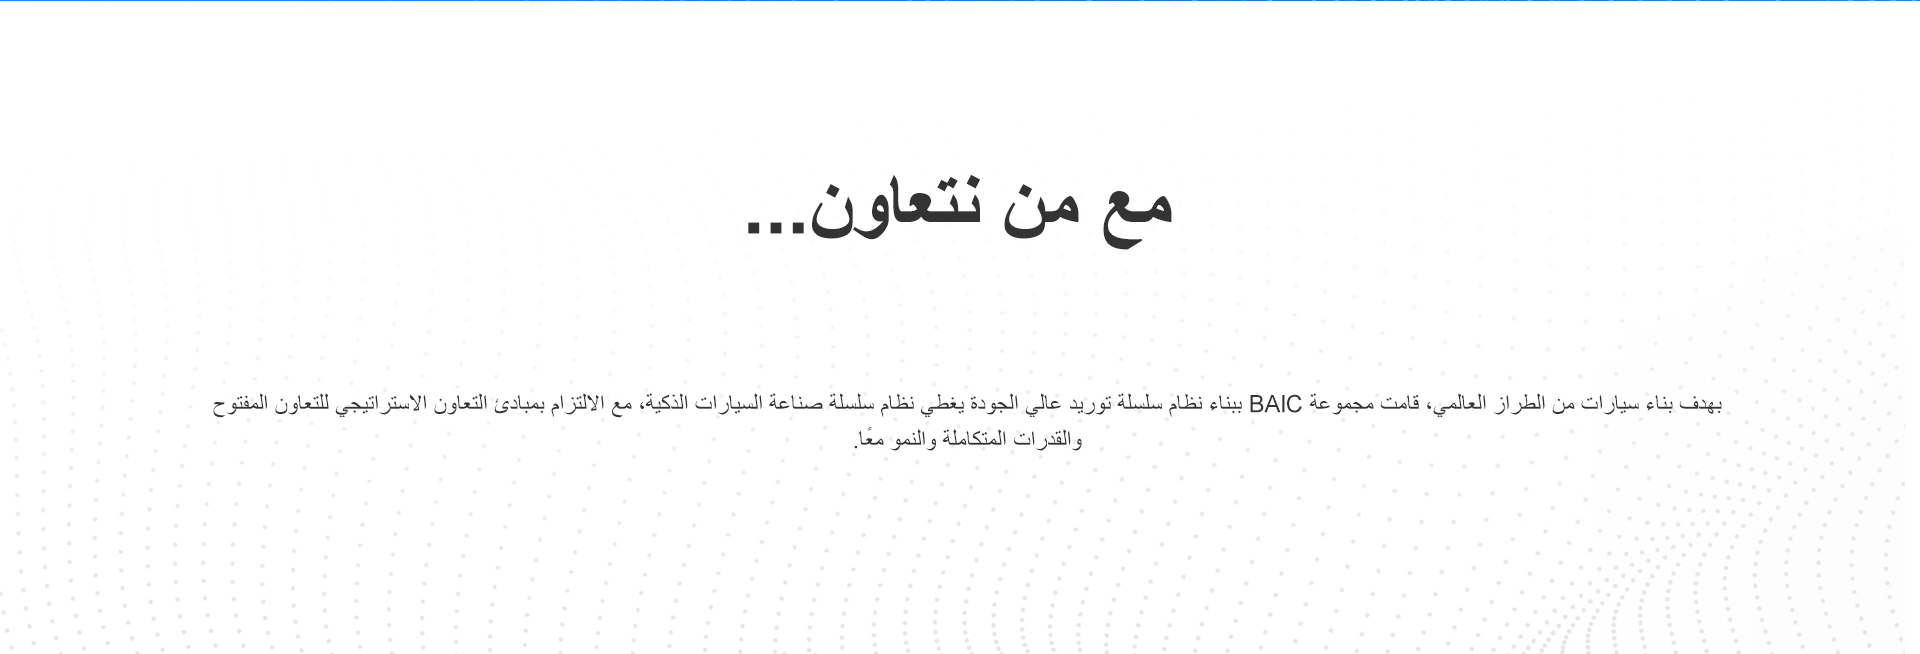 مع من نتعاون...
بهدف بناء سيارات من الطراز العالمي، قامت مجموعة BAIC ببناء نظام سلسلة توريد عالي الجودة يغطي نظام سلسلة صناعة السيارات الذكية، مع الالتزام بمبادئ التعاون الاستراتيجي للتعاون المفتوح
والقدرات المتكاملة والنمو معًا.